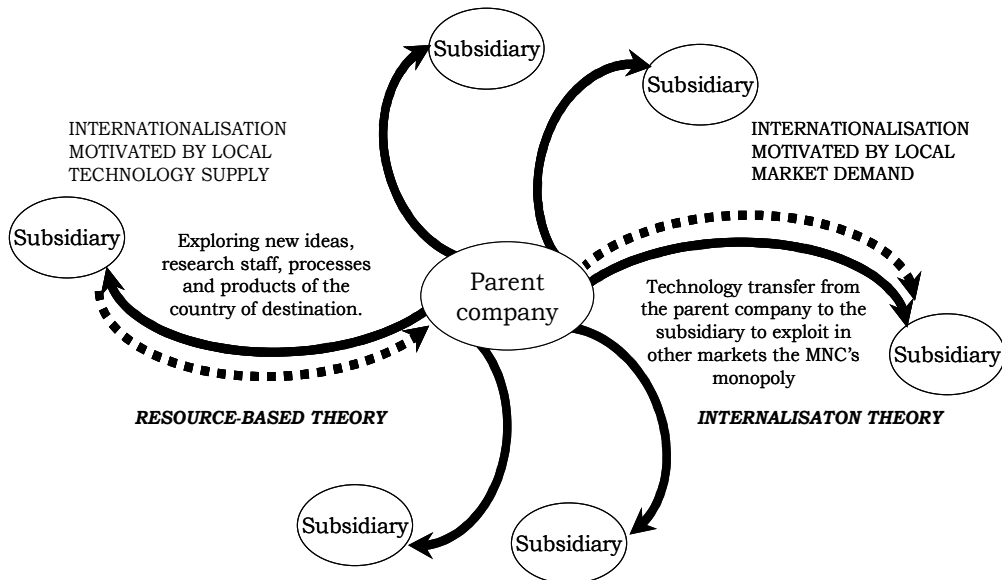 Subsidiary
Subsidiary
INTERNATIONALISATION
MOTIVATED BY LOCAL
TECHNOLOGY SUPPLY
INTERNATIONALISATION
MOTIVATED BY LOCAL
MARKET DEMAND
Subsidiary
Exploring new ideas,
research staff, processes
and products of the
country of destination.
Parent
company
Technology transfer from
the parent company to the
subsidiary to exploit in
other markets the MNC's
monopoly
Subsidiary
RESOURCE-BASED THEORY
INTERNALISATON THEORY
Subsidiary
Subsidiary